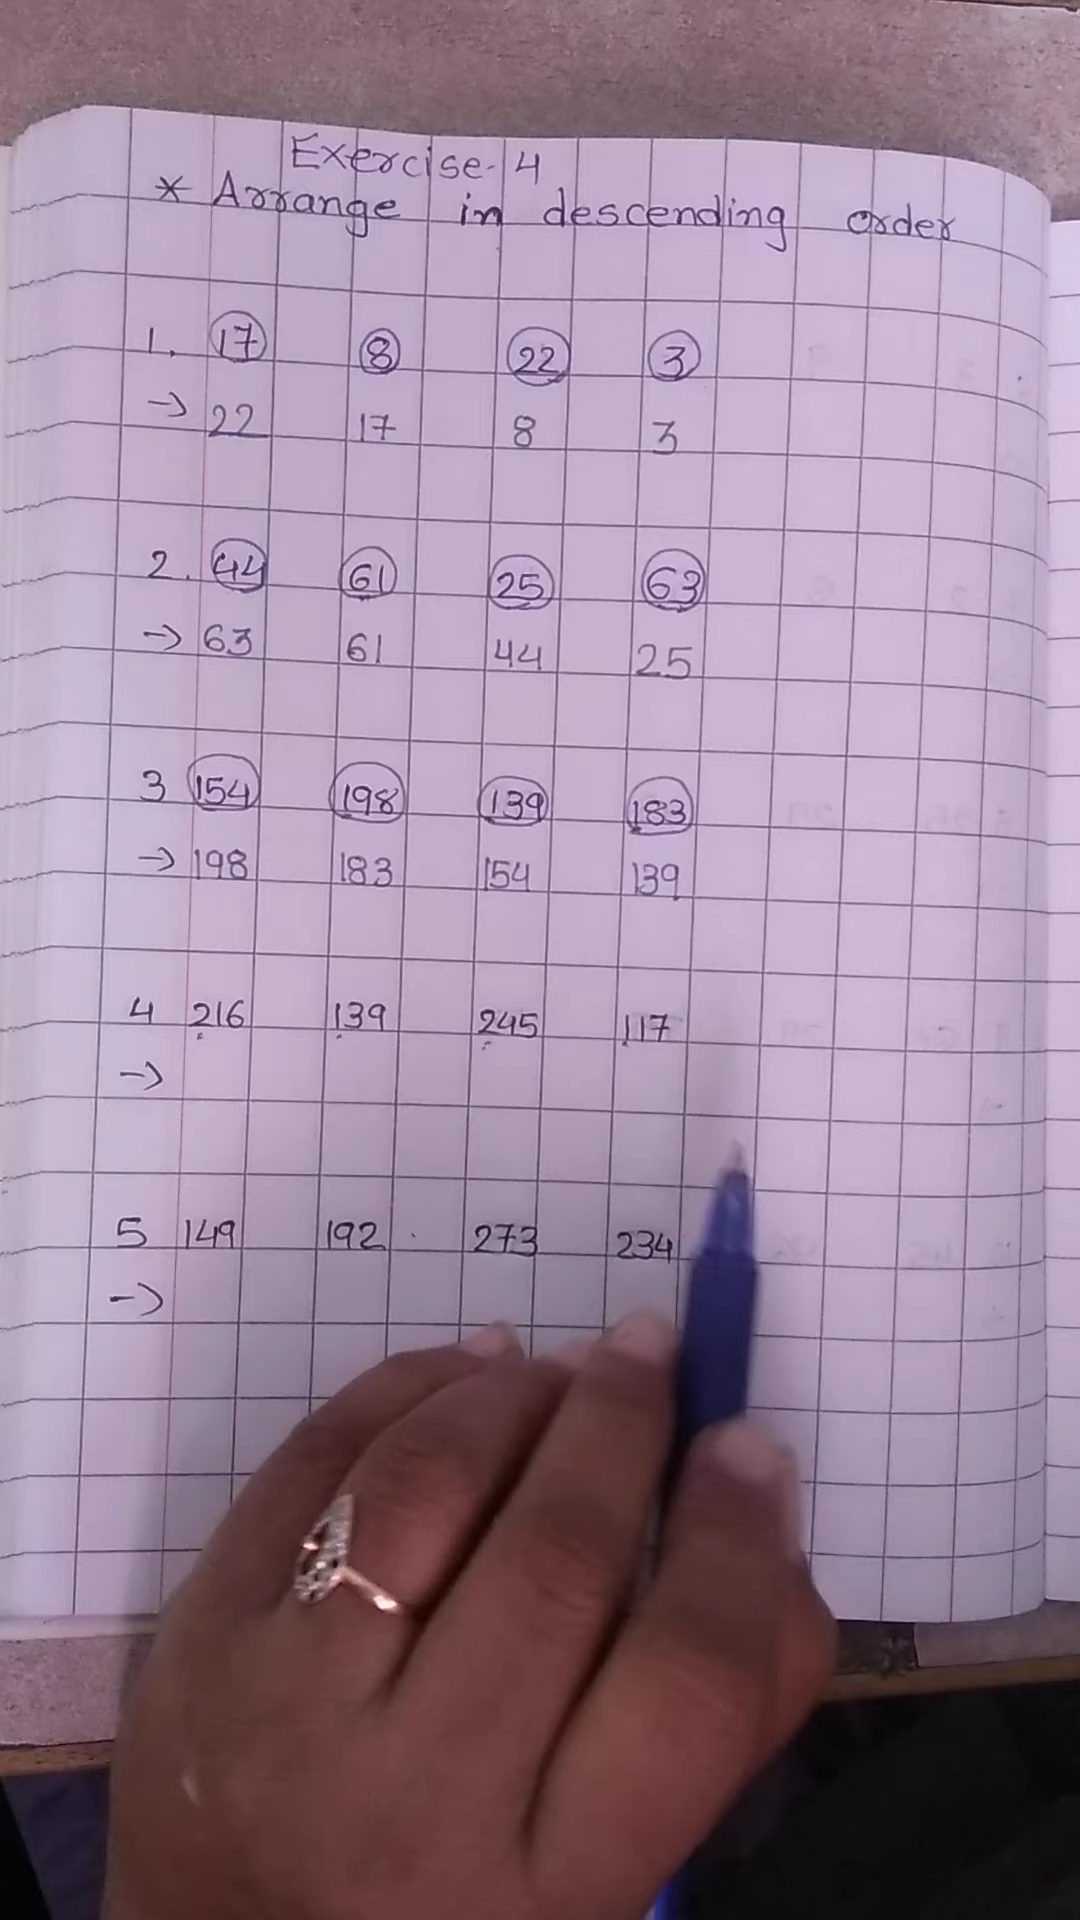 Exercise-4
* Arrange in descending order
1. 17 8 22 3
→ 22 17 8 3
2. 44 61 25 63
→ 63 61 44 25
3 154 198 139 183
→ 198 183 154 139
4 216 139 245 117
→
5 149 192 273 234
→